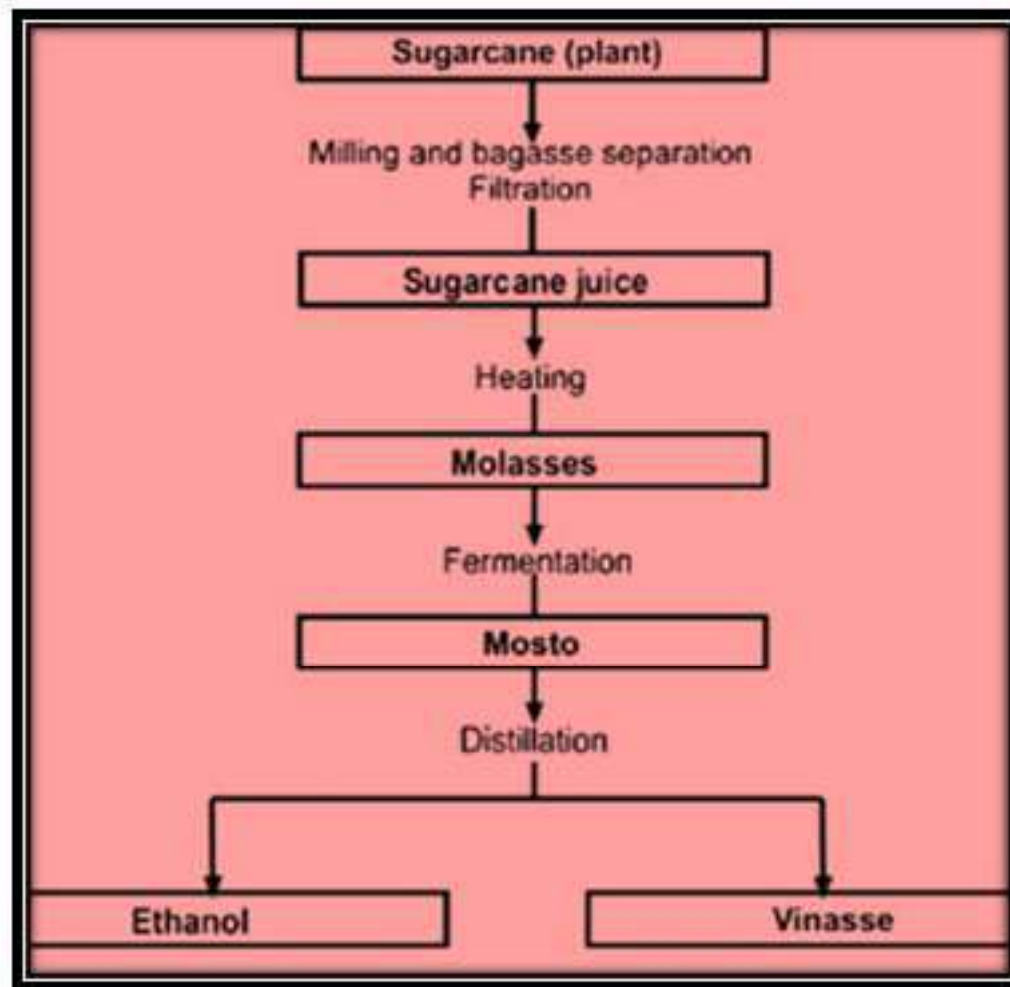 Sugarcane (plant)
Milling and bagasse separation
Filtration
Sugarcane juice
Heating
Molasses
Fermentation
Mosto
Distillation
Ethanol
Vinasse